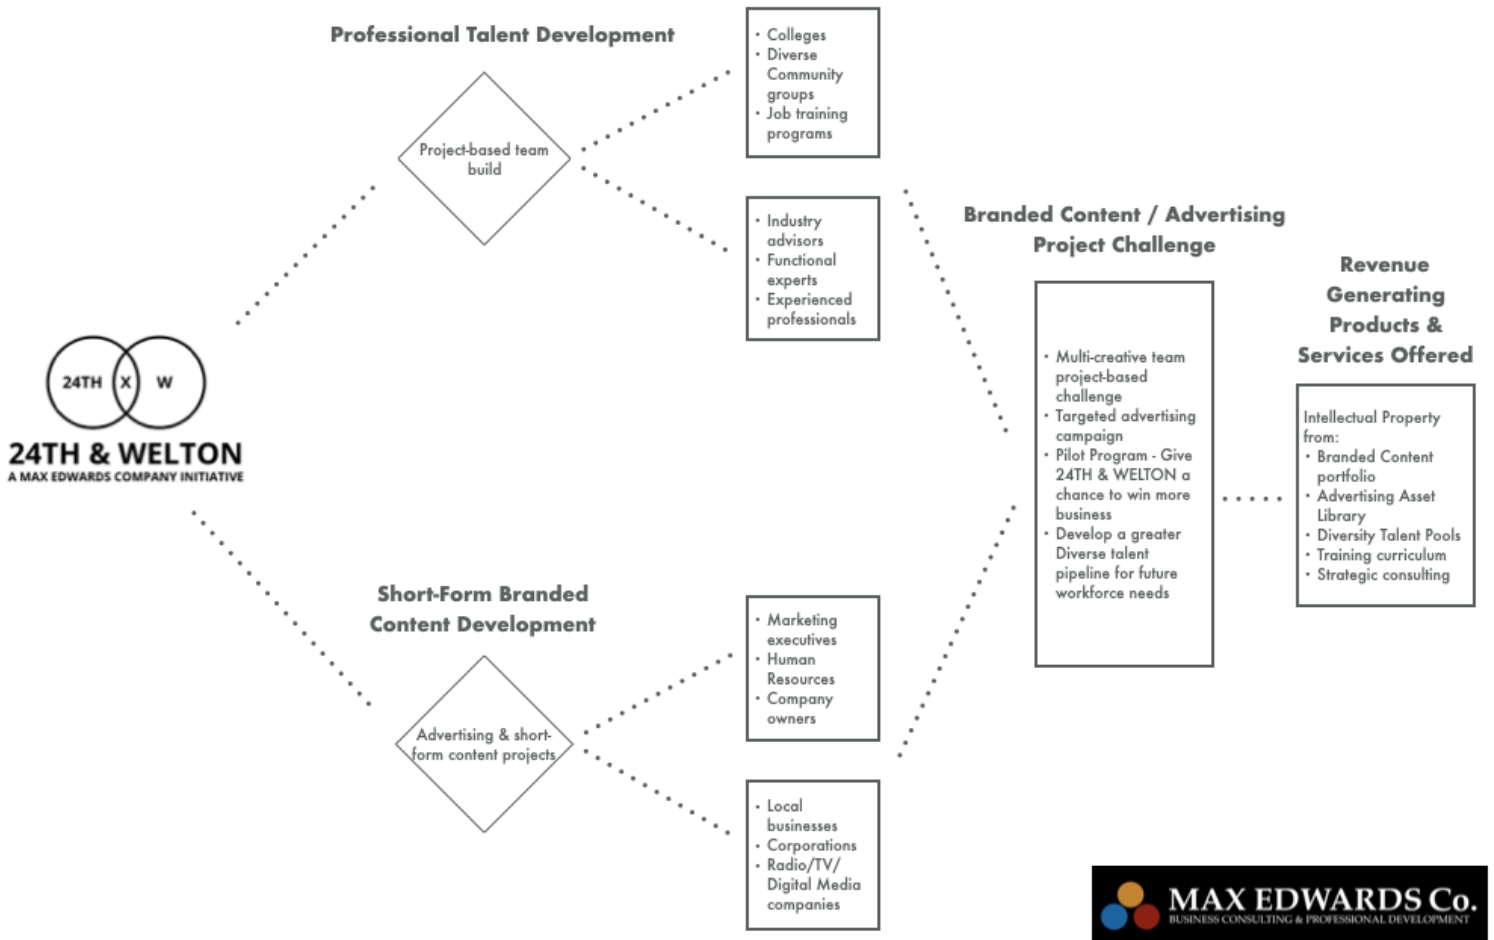 Professional Talent Development
Project-based team
build
• Colleges
• Diverse
Community
groups
• Job training
programs
• Industry
advisors
• Functional
experts
• Experienced
professionals
24TH X W
24TH & WELTON
A MAX EDWARDS COMPANY INITIATIVE
Short-Form Branded
Content Development
Advertising & short-
form content projects
• Marketing
executives
• Human
Resources
• Company
owners
• Local
businesses
• Corporations
• Radio/TV/
Digital Media
companies
Branded Content / Advertising
Project Challenge
• Multi-creative team
project-based
challenge
• Targeted advertising
campaign
• Pilot Program - Give
24TH & WELTON a
chance to win more
business
• Develop a greater
Diverse talent
pipeline for future
workforce needs
Revenue
Generating
Products &
Services Offered
Intellectual Property
from:
• Branded Content
portfolio
• Advertising Asset
Library
• Diversity Talent Pools
• Training curriculum
• Strategic consulting
MAX EDWARDS Co.
BUSINESS CONSULTING & PROFESSIONAL DEVELOPMENT